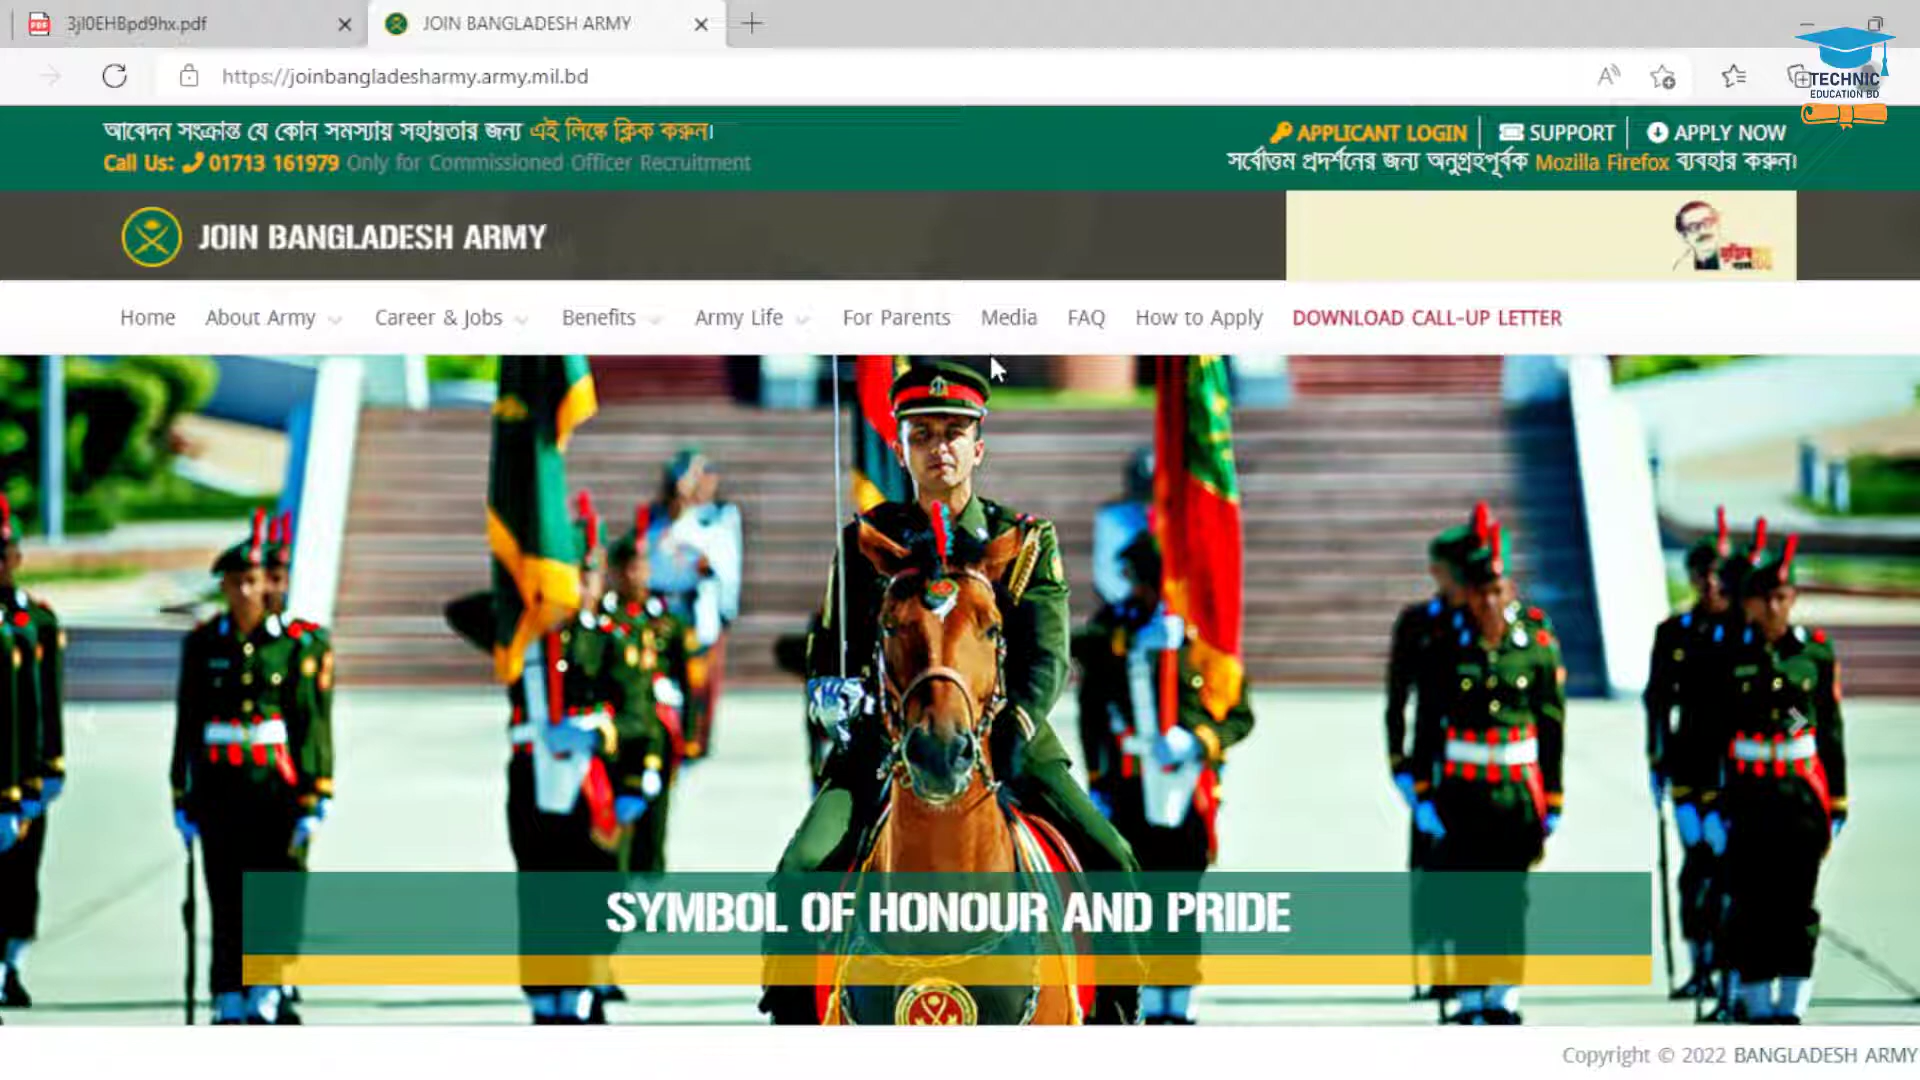 3jl0EHBpd9hx.pdf
JOIN BANGLADESH ARMY
https://joinbangladesharmy.army.mil.bd
TECHNIC
EDUCATION BD
আবেদন সংক্রান্ত যে কোন সমস্যায় সহায়তার জন্য এই লিঙ্কে ক্লিক করুন।
Call Us: 01713 161979 Only for Commissioned Officer Recruitment
APPLICANT LOGIN SUPPORT APPLY NOW
সর্বোত্তম প্রদর্শনের জন্য অনুগ্রহপূর্বক Mozilla Firefox ব্যবহার করুন।
JOIN BANGLADESH ARMY
Home About Army Career & Jobs Benefits Army Life For Parents Media FAQ How to Apply DOWNLOAD CALL-UP LETTER
SYMBOL OF HONOUR AND PRIDE
Copyright © 2022 BANGLADESH ARMY